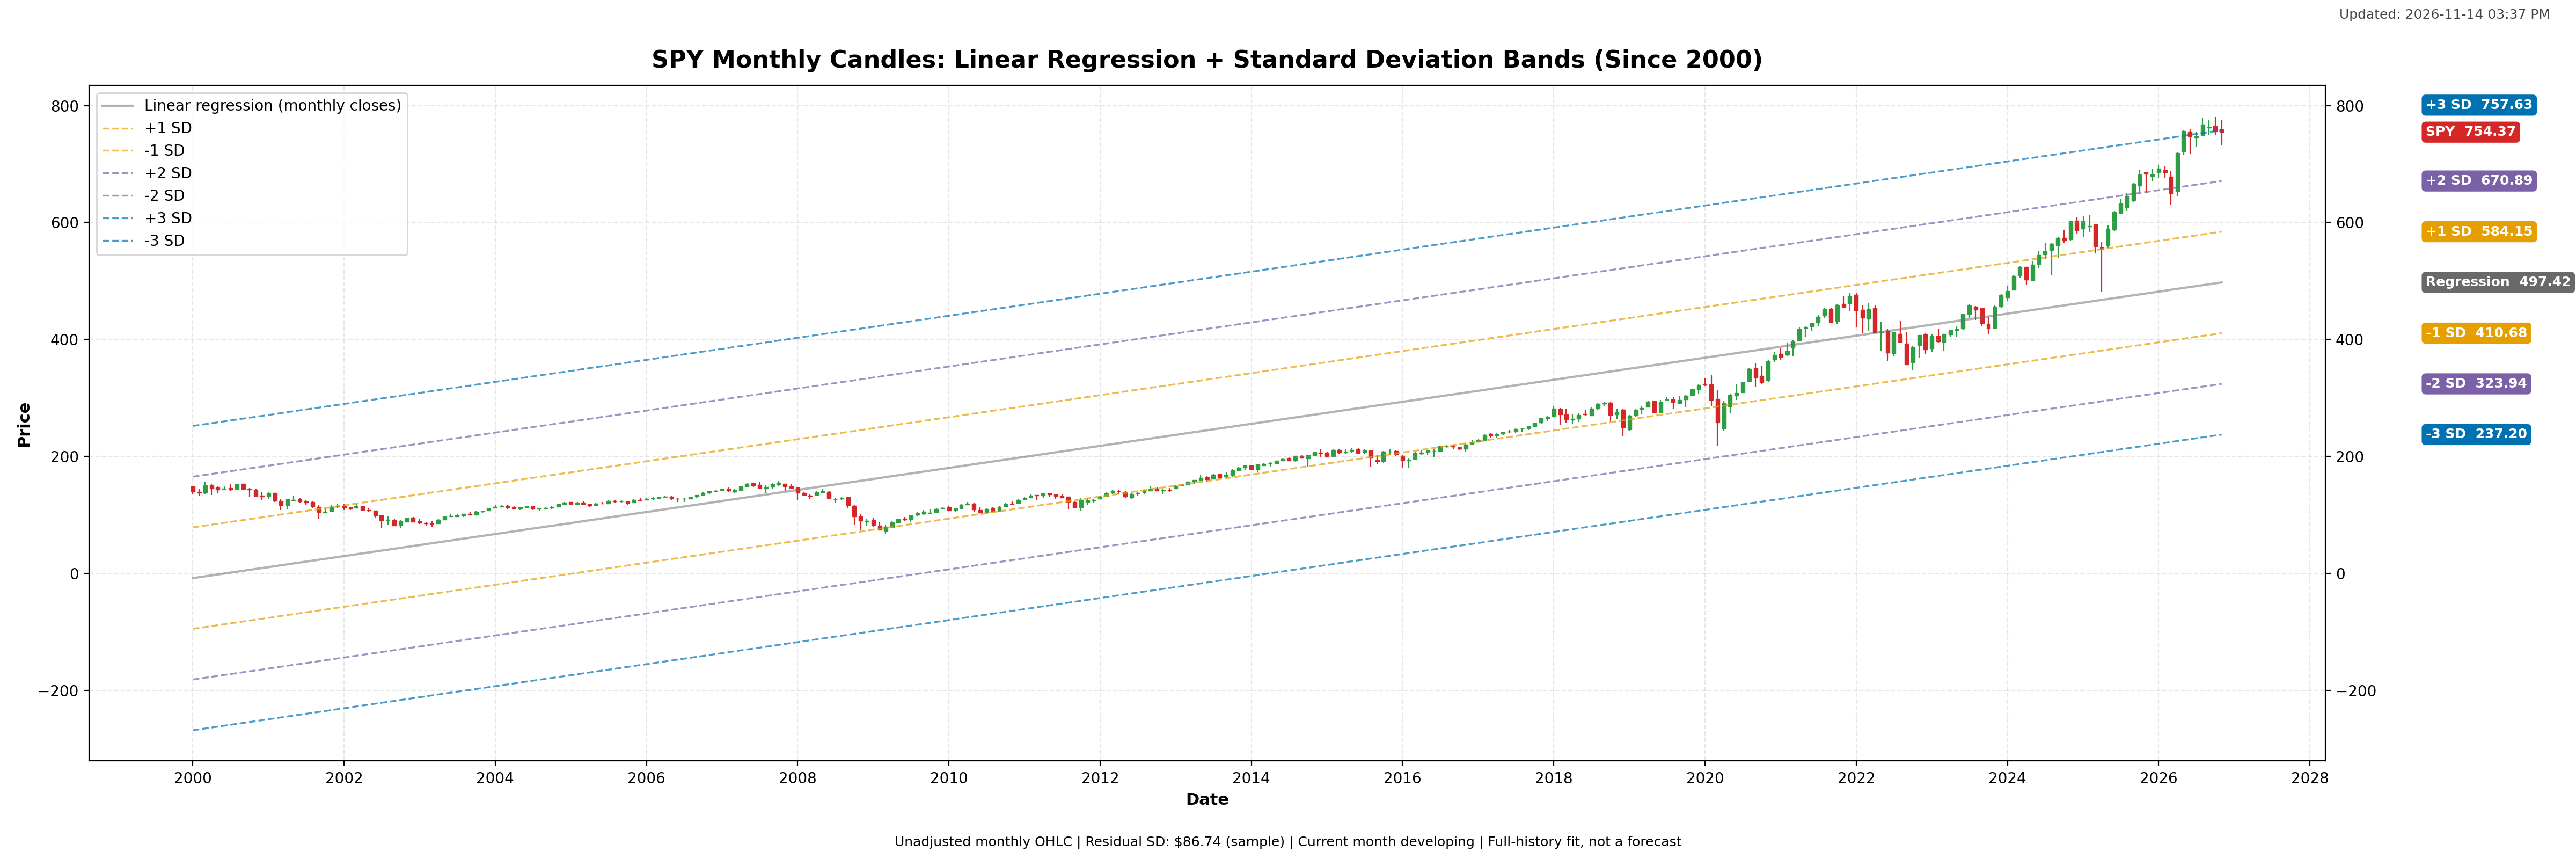 Updated: 2026-11-14 03:37 PM
SPY Monthly Candles: Linear Regression + Standard Deviation Bands (Since 2000)
Linear regression (monthly closes)
+1 SD
-1 SD
+2 SD
-2 SD
+3 SD
-3 SD
Price
800
600
400
200
0
−200
800
600
400
200
0
−200
+3 SD 757.63
SPY 754.37
+2 SD 670.89
+1 SD 584.15
Regression 497.42
-1 SD 410.68
-2 SD 323.94
-3 SD 237.20
2000 2002 2004 2006 2008 2010 2012 2014 2016 2018 2020 2022 2024 2026 2028
Date
Unadjusted monthly OHLC | Residual SD: $86.74 (sample) | Current month developing | Full-history fit, not a forecast